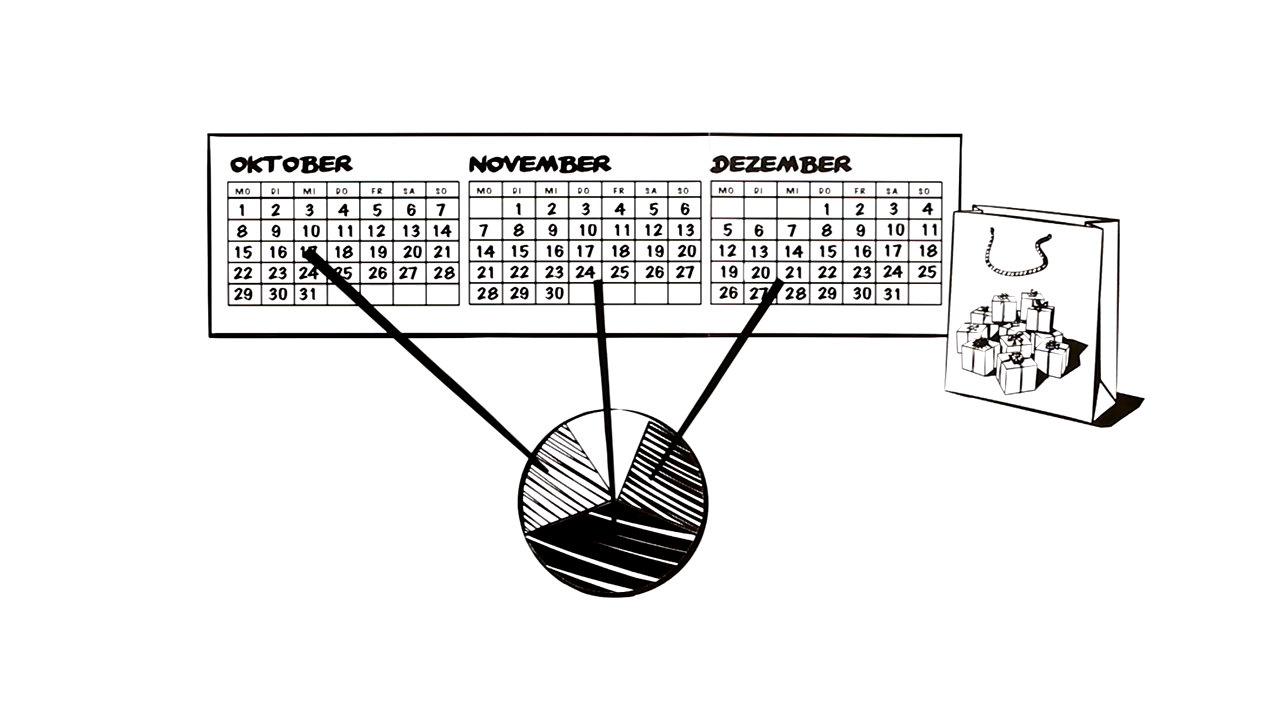 OKTOBER
MO DI MI DO FR SA SO
1 2 3 4 5 6 7
8 9 10 11 12 13 14
15 16 17 18 19 20 21
22 23 24 25 26 27 28
29 30 31
NOVEMBER
MO DI MI DO FR SA SO
1 2 3 4 5 6
7 8 9 10 11 12 13
14 15 16 17 18 19 20
21 22 23 24 25 26 27
28 29 30
DEZEMBER
MO DI MI DO FR SA SO
1 2 3 4
5 6 7 8 9 10 11
12 13 14 15 16 17 18
19 20 21 22 23 24 25
26 27 28 29 30 31